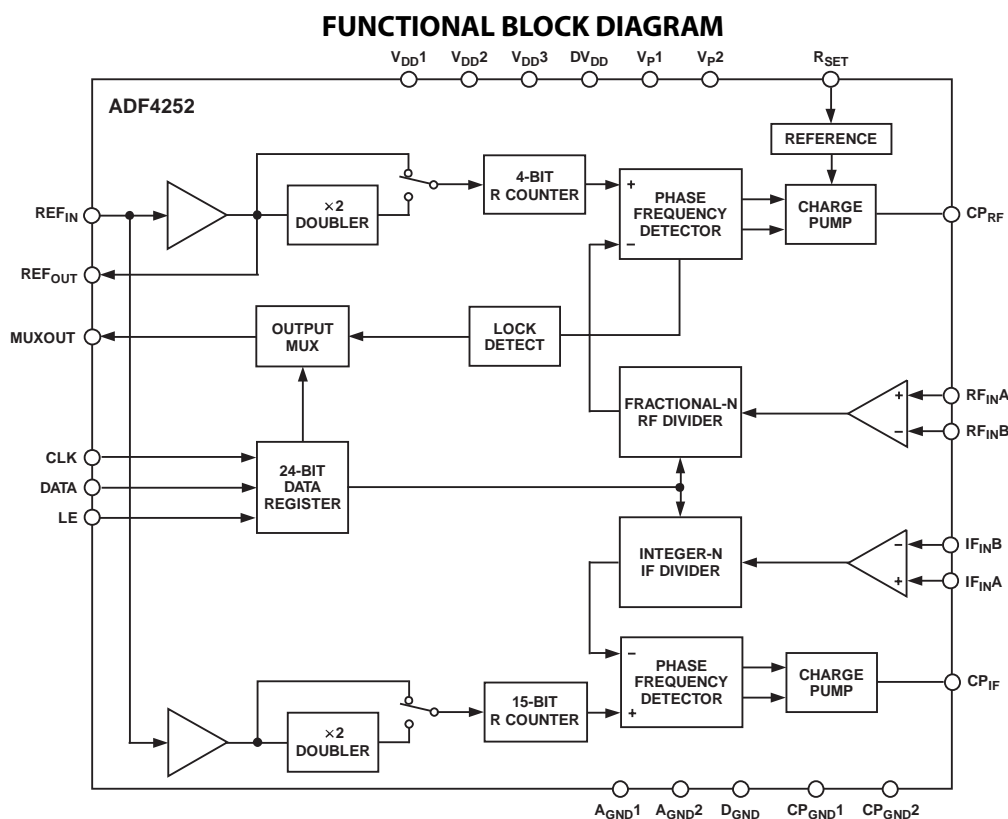 FUNCTIONAL BLOCK DIAGRAM
VDD1 VDD2 VDD3 DVDD VP1 VP2 RSET
ADF4252
REFERENCE
4-BIT
R COUNTER
+
PHASE
FREQUENCY
DETECTOR
−
CHARGE
PUMP
CPRF
REFIN
×2
DOUBLER
REFOUT
MUXOUT
OUTPUT
MUX
LOCK
DETECT
FRACTIONAL-N
RF DIVIDER
+
−
RFINA
RFINB
CLK
DATA
LE
24-BIT
DATA
REGISTER
INTEGER-N
IF DIVIDER
−
+
IFINB
IFINA
−
PHASE
FREQUENCY
DETECTOR
+
CHARGE
PUMP
CPIF
×2
DOUBLER
15-BIT
R COUNTER
AGND1 AGND2 DGND CPGND1 CPGND2